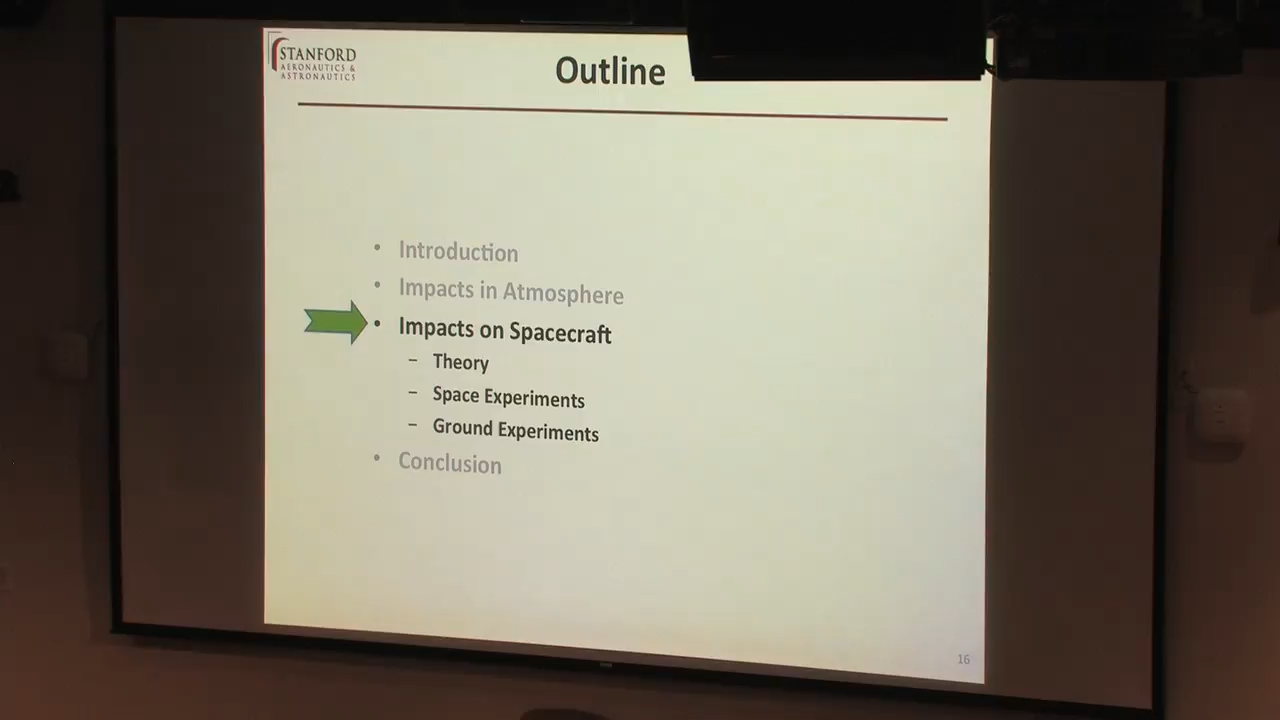 STANFORD
AERONAUTICS &
ASTRONAUTICS
Outline
• Introduction
• Impacts in Atmosphere
• Impacts on Spacecraft
– Theory
– Space Experiments
– Ground Experiments
• Conclusion
16